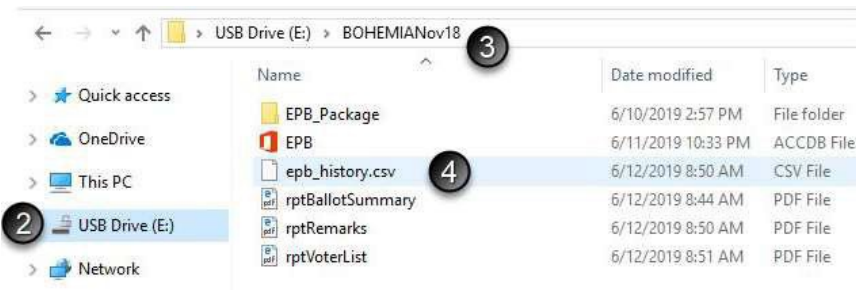 USB Drive (E:) > BOHEMIANov18
3
Name Date modified Type
Quick access
EPB_Package 6/10/2019 2:57 PM File folder
OneDrive
EPB 6/11/2019 10:33 PM ACCDB File
epb_history.csv 4 6/12/2019 8:50 AM CSV File
This PC
rptBallotSummary 6/12/2019 8:44 AM PDF File
2 USB Drive (E:)
rptRemarks 6/12/2019 8:50 AM PDF File
rptVoterList 6/12/2019 8:51 AM PDF File
Network